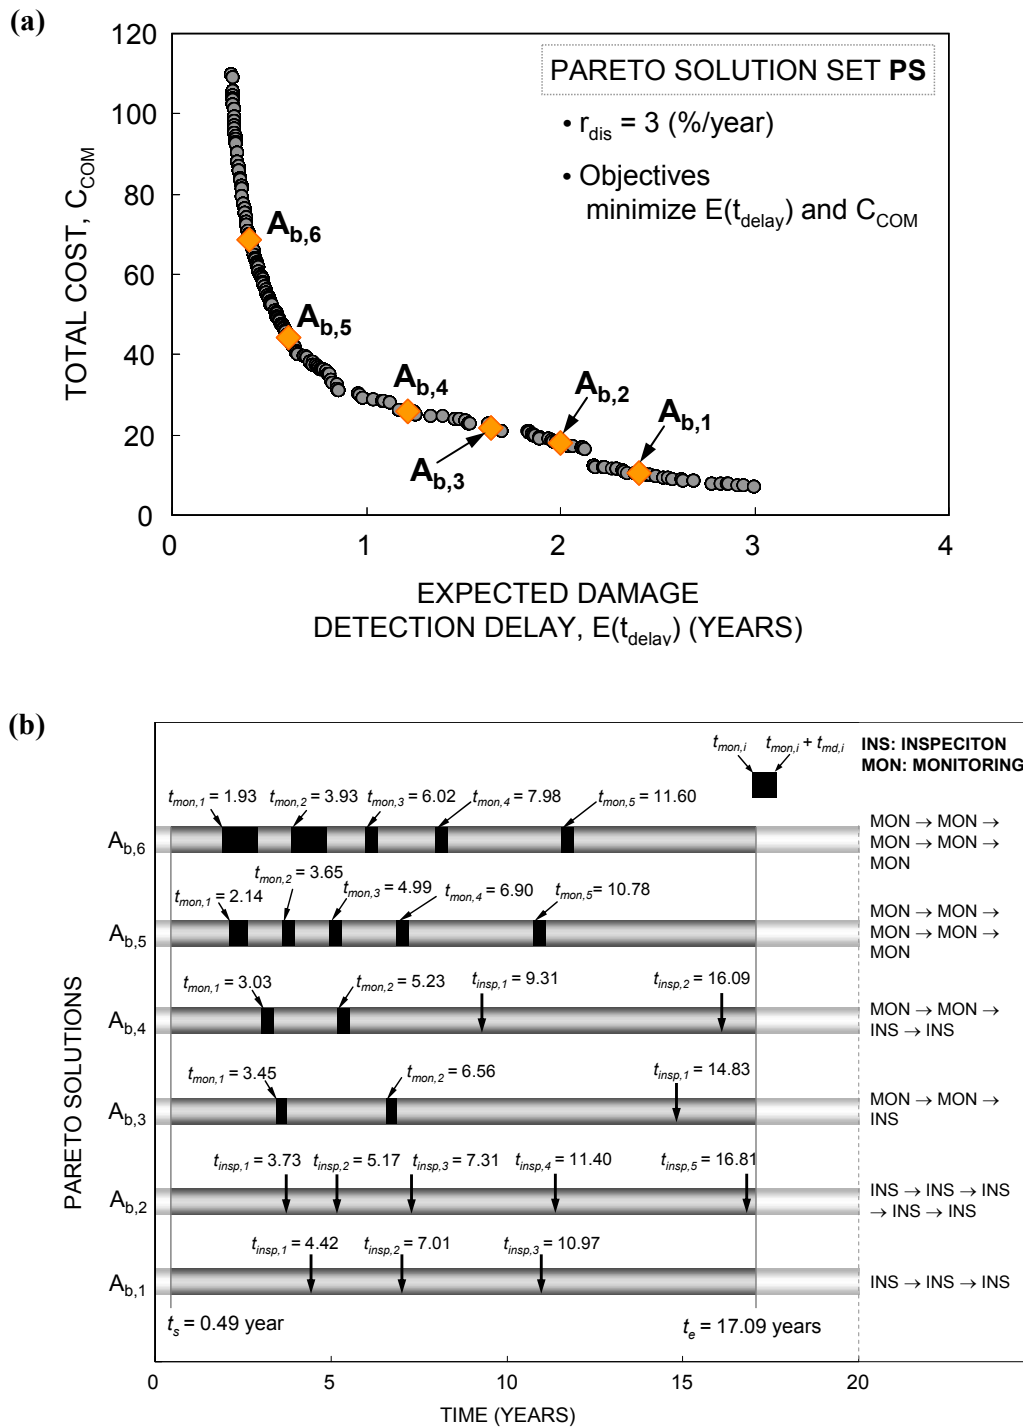 (a)
120
100
80
60
40
20
0
TOTAL COST, C_COM
PARETO SOLUTION SET PS
• r_dis = 3 (%/year)
• Objectives
minimize E(t_delay) and C_COM
A_b,6
A_b,5
A_b,4
A_b,3
A_b,2
A_b,1
0 1 2 3 4
EXPECTED DAMAGE
DETECTION DELAY, E(t_delay) (YEARS)
(b)
t_mon,i t_mon,i + t_md,i
INS: INSPECITON
MON: MONITORING
PARETO SOLUTIONS
t_mon,1 = 1.93 t_mon,2 = 3.93 t_mon,3 = 6.02 t_mon,4 = 7.98 t_mon,5 = 11.60
A_b,6
MON → MON →
MON → MON →
MON
t_mon,1 = 2.14 t_mon,2 = 3.65 t_mon,3 = 4.99 t_mon,4 = 6.90 t_mon,5 = 10.78
A_b,5
MON → MON →
MON → MON →
MON
t_mon,1 = 3.03 t_mon,2 = 5.23 t_insp,1 = 9.31 t_insp,2 = 16.09
A_b,4
MON → MON →
INS → INS
t_mon,1 = 3.45 t_mon,2 = 6.56 t_insp,1 = 14.83
A_b,3
MON → MON →
INS
t_insp,1 = 3.73 t_insp,2 = 5.17 t_insp,3 = 7.31 t_insp,4 = 11.40 t_insp,5 = 16.81
A_b,2
INS → INS → INS
→ INS → INS
t_insp,1 = 4.42 t_insp,2 = 7.01 t_insp,3 = 10.97
A_b,1
INS → INS → INS
t_s = 0.49 year
t_e = 17.09 years
0 5 10 15 20
TIME (YEARS)